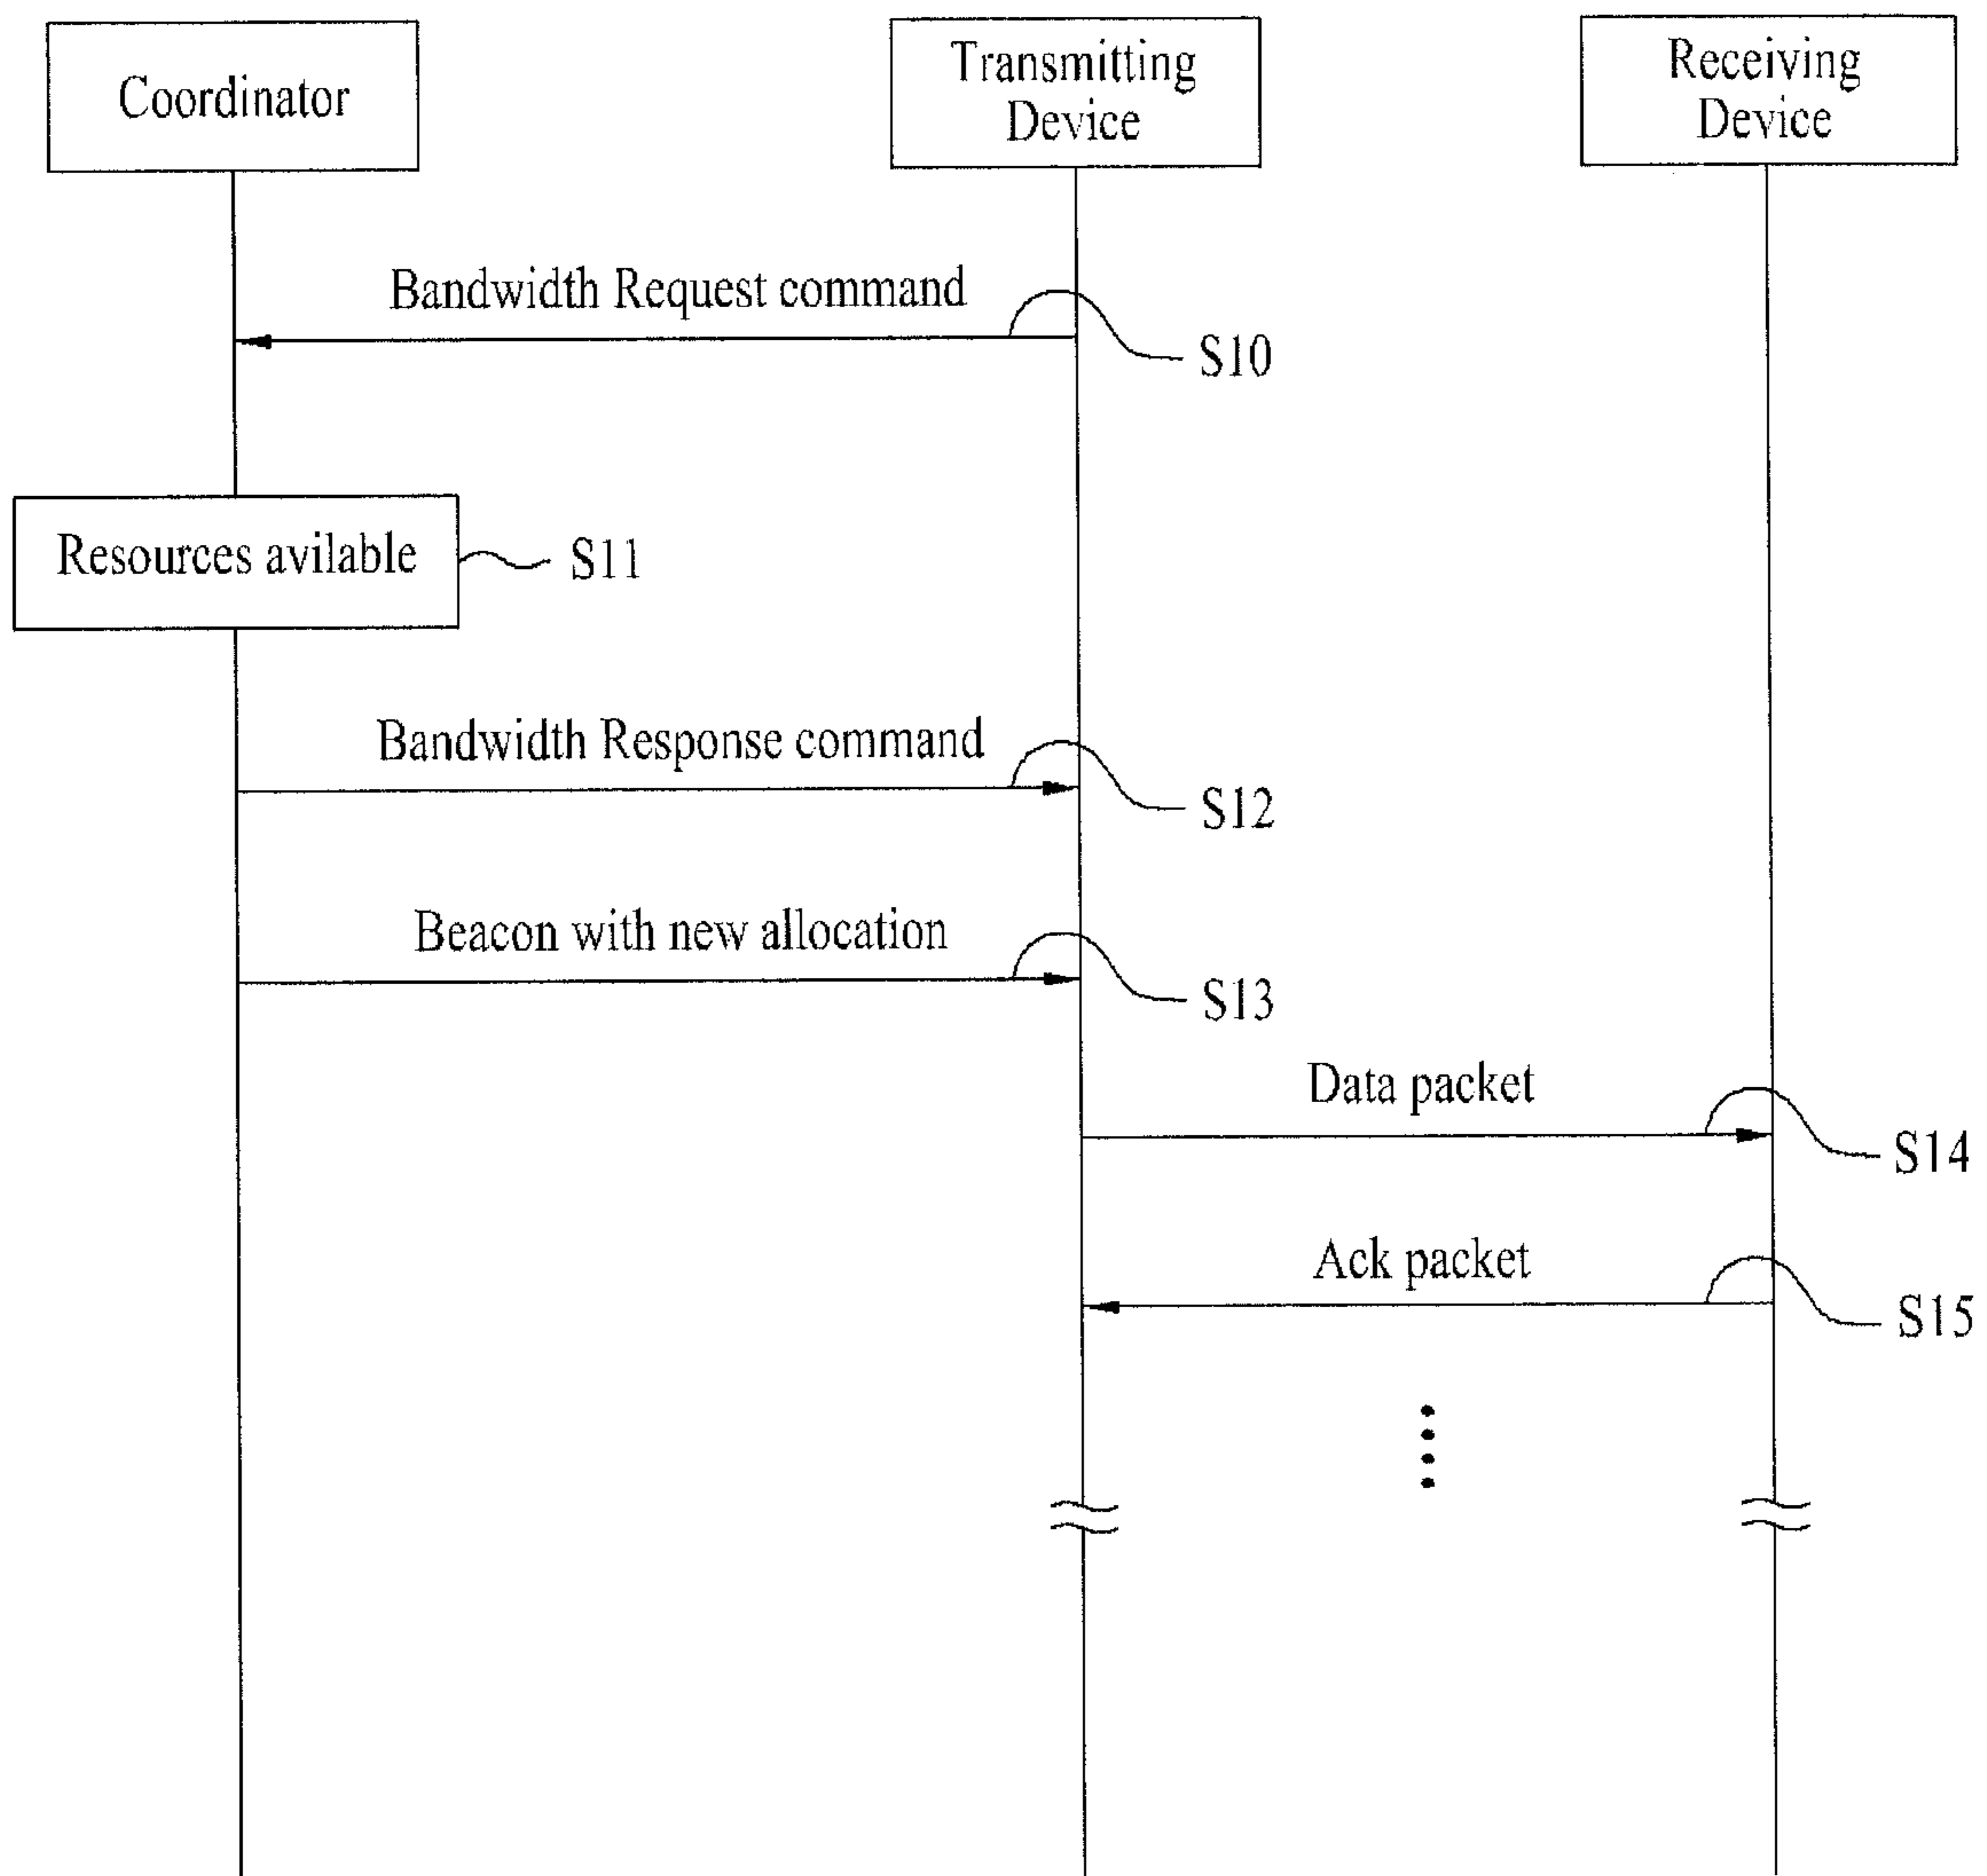 Coordinator
Transmitting
Device
Receiving
Device
Bandwidth Request command
S10
Resources avilable
S11
Bandwidth Response command
S12
Beacon with new allocation
S13
Data packet
S14
Ack packet
S15